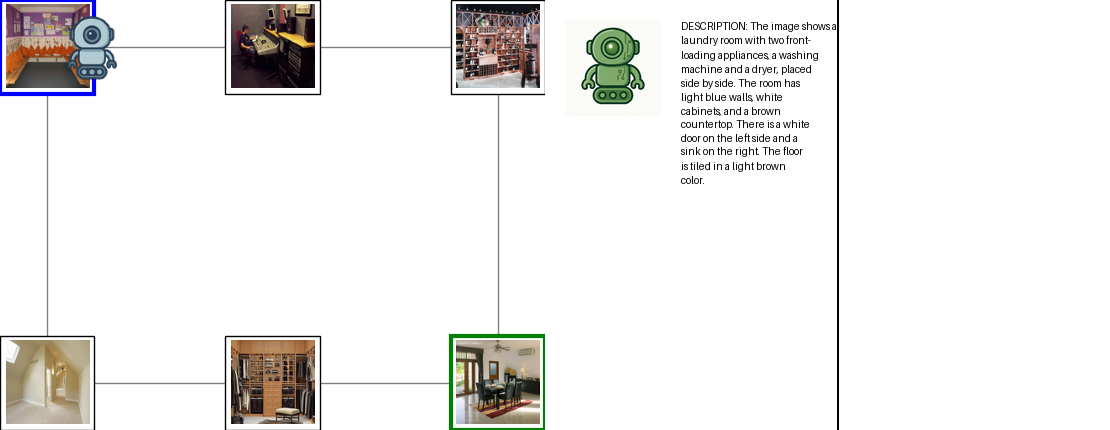 DESCRIPTION: The image shows a
laundry room with two front-
loading appliances, a washing
machine and a dryer, placed
side by side. The room has
light blue walls, white
cabinets, and a brown
countertop. There is a white
door on the left side and a
sink on the right. The floor
is tiled in a light brown
color.